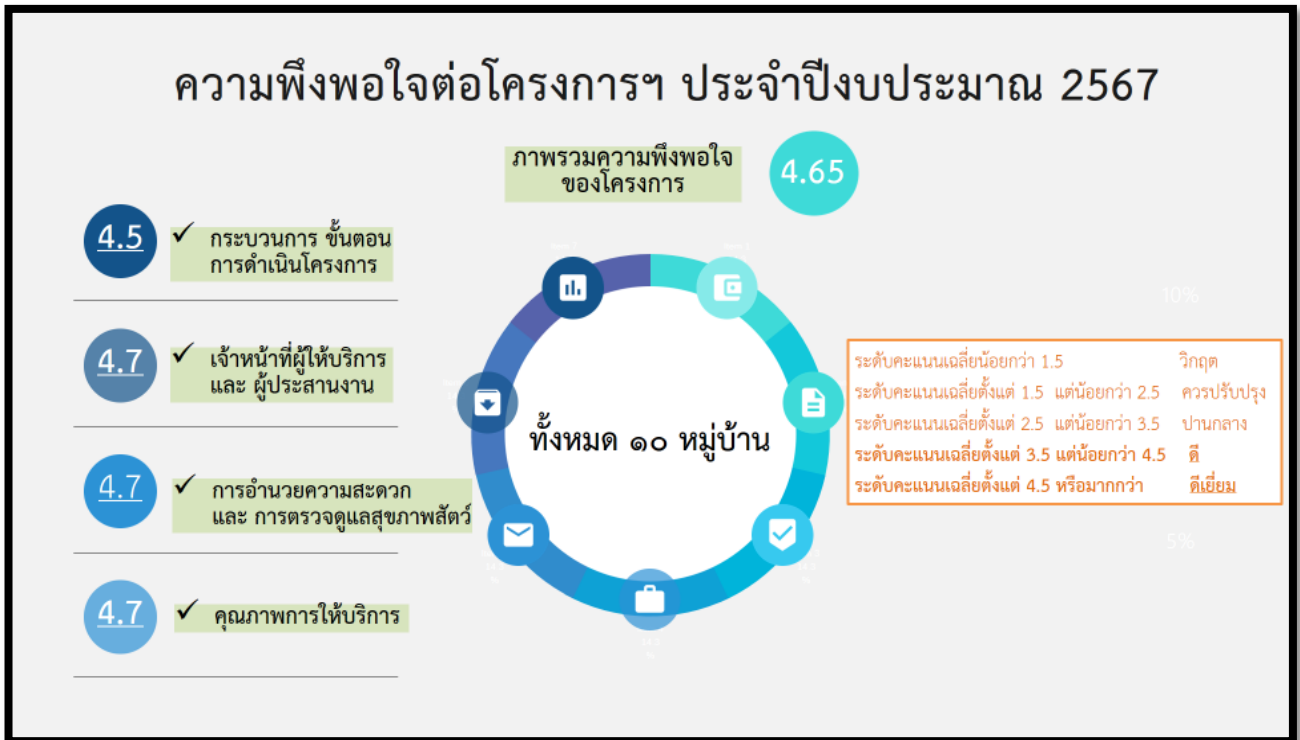 ความพึงพอใจต่อโครงการฯ ประจำปีงบประมาณ 2567
ภาพรวมความพึงพอใจ
ของโครงการ
4.65
4.5
✓ กระบวนการ ขั้นตอน
การดำเนินโครงการ
4.7
✓ เจ้าหน้าที่ผู้ให้บริการ
และ ผู้ประสานงาน
4.7
✓ การอำนวยความสะดวก
และ การตรวจดูแลสุขภาพสัตว์
4.7
✓ คุณภาพการให้บริการ
ทั้งหมด ๑๐ หมู่บ้าน
10%
ระดับคะแนนเฉลี่ยน้อยกว่า 1.5 วิกฤต
ระดับคะแนนเฉลี่ยตั้งแต่ 1.5 แต่น้อยกว่า 2.5 ควรปรับปรุง
ระดับคะแนนเฉลี่ยตั้งแต่ 2.5 แต่น้อยกว่า 3.5 ปานกลาง
ระดับคะแนนเฉลี่ยตั้งแต่ 3.5 แต่น้อยกว่า 4.5 ดี
ระดับคะแนนเฉลี่ยตั้งแต่ 4.5 หรือมากกว่า ดีเยี่ยม
5%